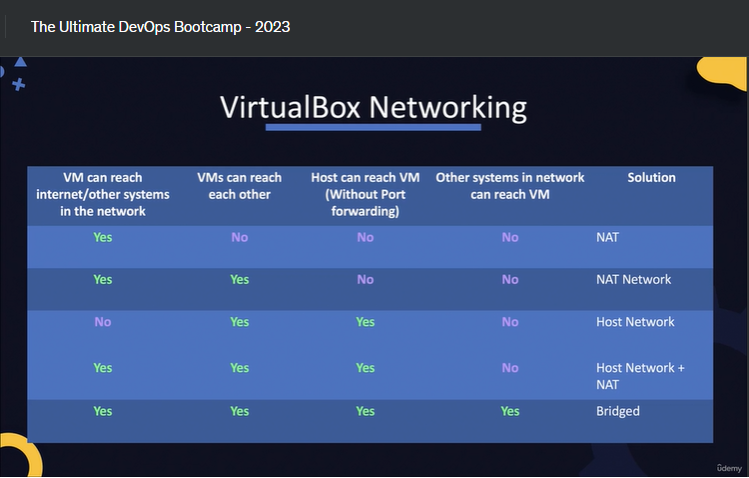 The Ultimate DevOps Bootcamp - 2023
VirtualBox Networking
VM can reach internet/other systems in the network VMs can reach each other Host can reach VM (Without Port forwarding) Other systems in network can reach VM Solution
Yes No No No NAT
Yes Yes No No NAT Network
No Yes Yes No Host Network
Yes Yes Yes No Host Network + NAT
Yes Yes Yes Yes Bridged
ûdemy